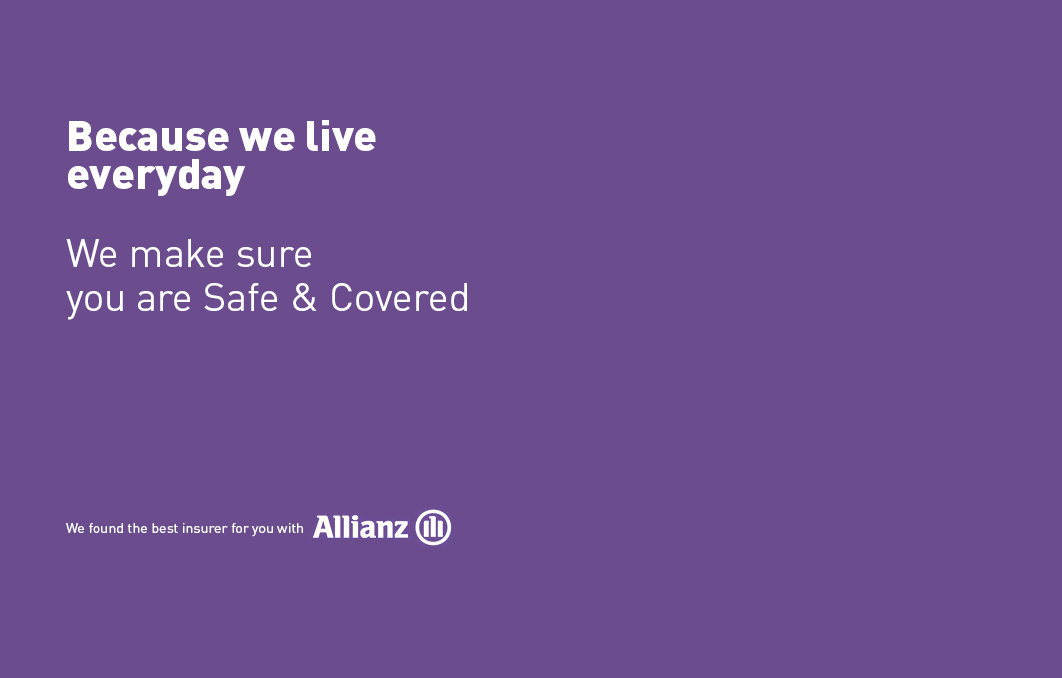 Because we live
everyday
We make sure
you are Safe & Covered
We found the best insurer for you with Allianz